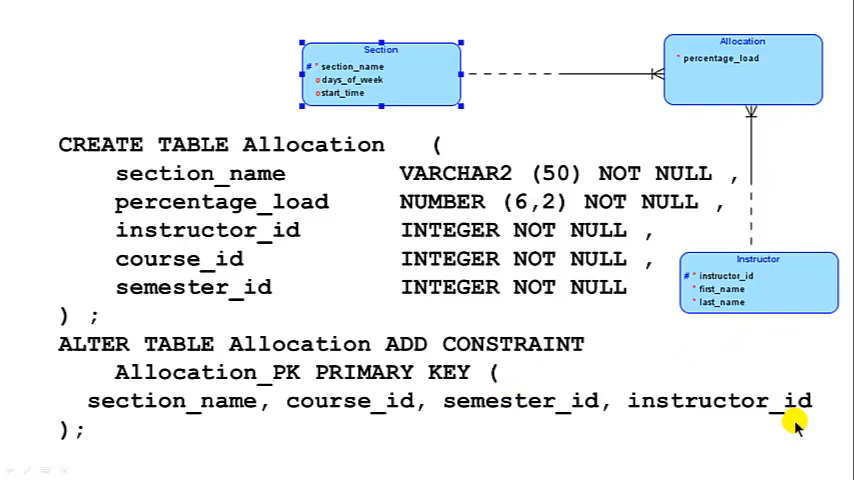 Section
# * section_name
o days_of_week
o start_time
Allocation
* percentage_load
CREATE TABLE Allocation (
section_name VARCHAR2 (50) NOT NULL ,
percentage_load NUMBER (6,2) NOT NULL ,
instructor_id INTEGER NOT NULL ,
course_id INTEGER NOT NULL ,
semester_id INTEGER NOT NULL
) ;
Instructor
# * instructor_id
* first_name
* last_name
ALTER TABLE Allocation ADD CONSTRAINT
Allocation_PK PRIMARY KEY (
section_name, course_id, semester_id, instructor_id
);